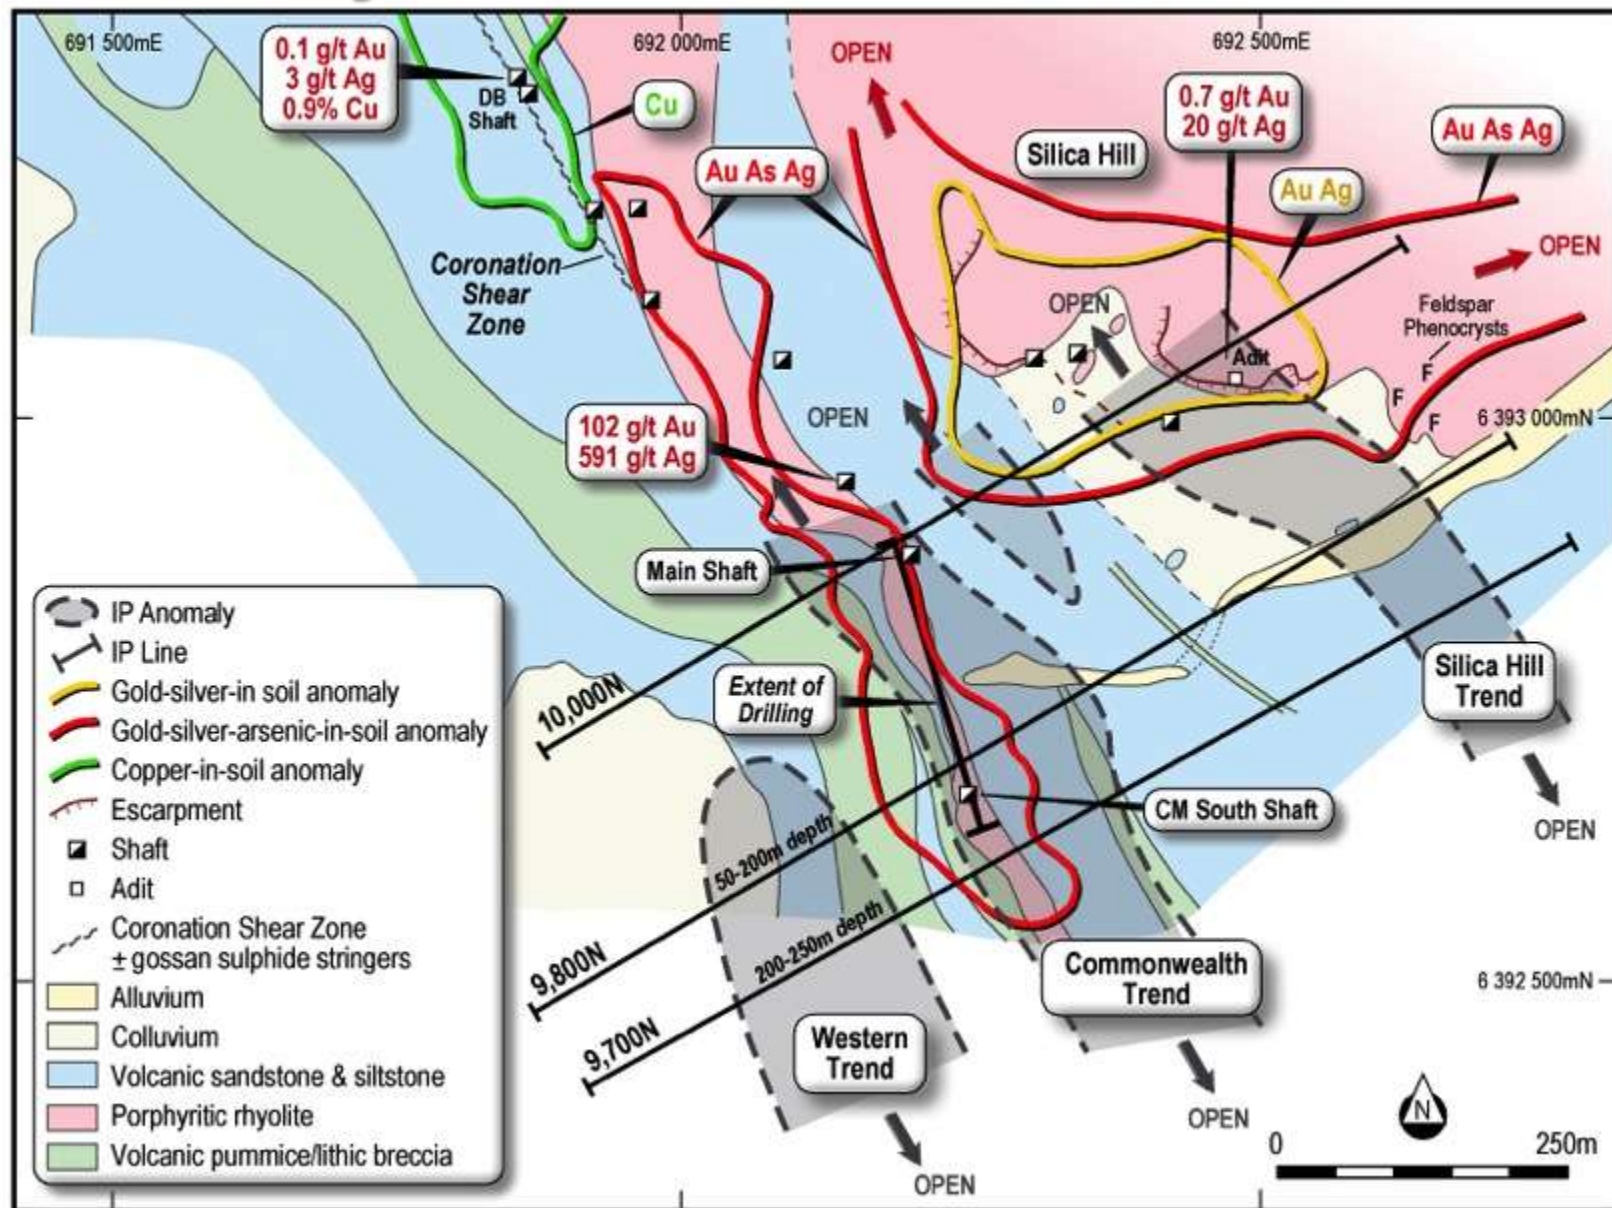 691 500mE
692 000mE
692 500mE
OPEN
0.1 g/t Au
3 g/t Ag
0.9% Cu
DB
Shaft
Cu
Au As Ag
Silica Hill
0.7 g/t Au
20 g/t Ag
Au As Ag
Au Ag
OPEN
Coronation
Shear
Zone
OPEN
Feldspar
Phenocrysts
Adit
F
F
F
6 393 000mN
OPEN
102 g/t Au
591 g/t Ag
Main Shaft
Extent of
Drilling
Silica Hill
Trend
OPEN
CM South Shaft
10,000N
50-200m depth
9,800N
200-250m depth
9,700N
Commonwealth
Trend
6 392 500mN
Western
Trend
OPEN
OPEN
N
0
250m
IP Anomaly
IP Line
Gold-silver-in soil anomaly
Gold-silver-arsenic-in-soil anomaly
Copper-in-soil anomaly
Escarpment
Shaft
Adit
Coronation Shear Zone
± gossan sulphide stringers
Alluvium
Colluvium
Volcanic sandstone & siltstone
Porphyritic rhyolite
Volcanic pummice/lithic breccia